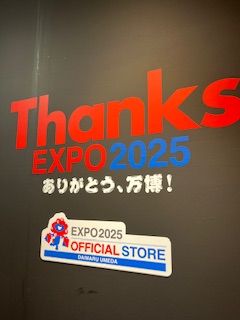 Thanks
EXPO2025
ありがとう、万博！
EXPO2025
OFFICIAL STORE
DAIMARU UMEDA